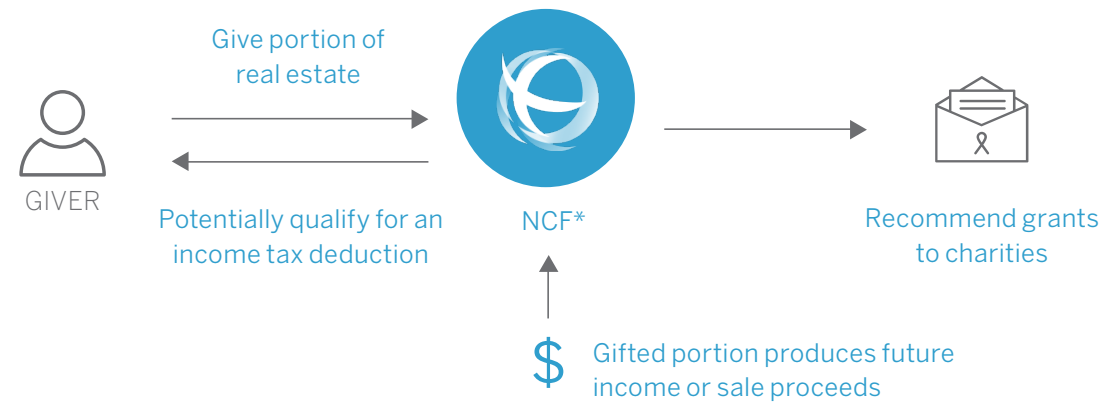 Give portion of
real estate
GIVER
Potentially qualify for an
income tax deduction
NCF*
Recommend grants
to charities
$
Gifted portion produces future
income or sale proceeds